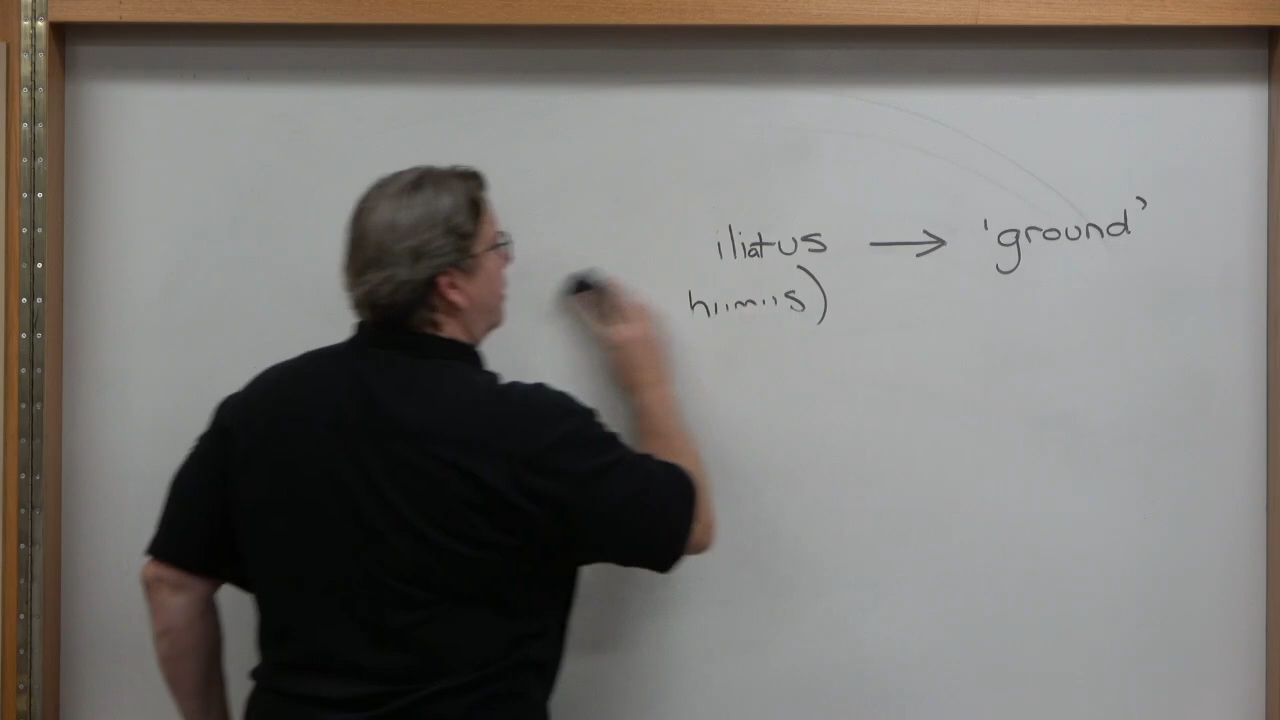 iliatus → 'ground'
humus)